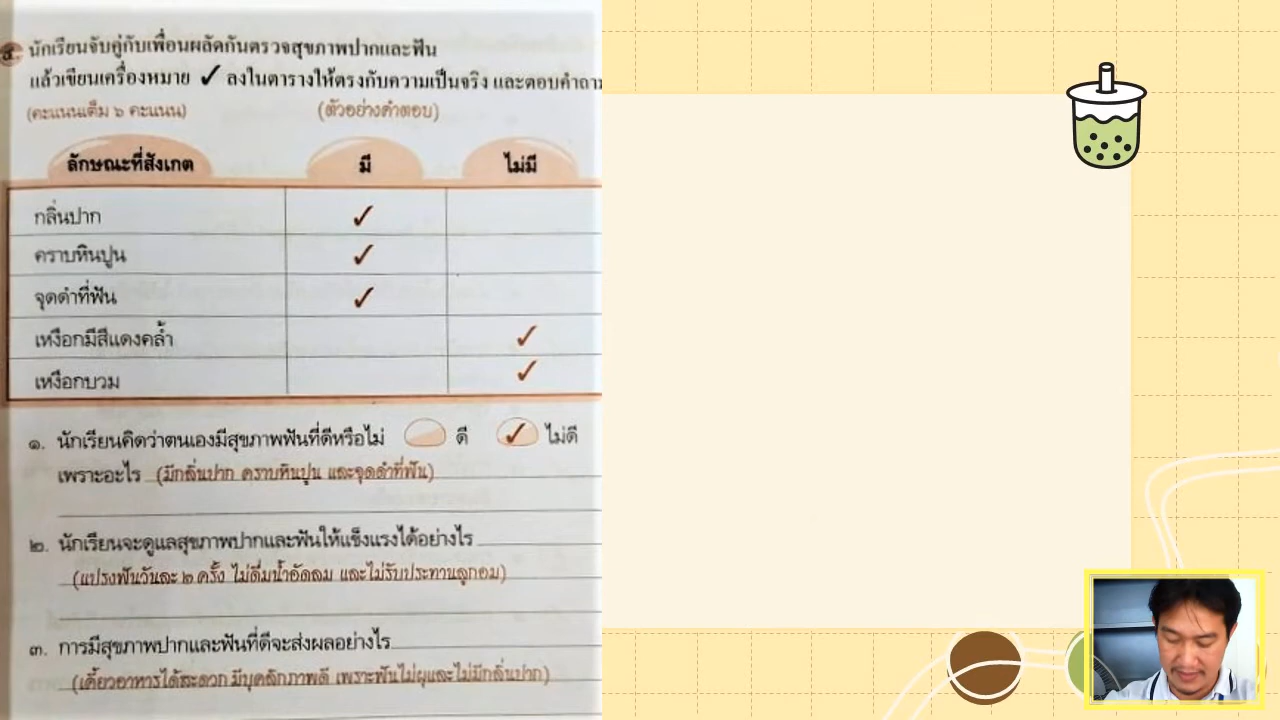 ๕. นักเรียนจับคู่กับเพื่อนผลัดกันตรวจสุขภาพปากและฟัน
แล้วเขียนเครื่องหมาย ✓ ลงในตารางให้ตรงกับความเป็นจริง และตอบคำถาม
(คะแนนเต็ม ๖ คะแนน) (ตัวอย่างคำตอบ)
ลักษณะที่สังเกต มี ไม่มี
กลิ่นปาก ✓
คราบหินปูน ✓
จุดดำที่ฟัน ✓
เหงือกมีสีแดงคล้ำ ✓
เหงือกบวม ✓
๑. นักเรียนคิดว่าตนเองมีสุขภาพฟันที่ดีหรือไม่ ดี ✓ ไม่ดี
เพราะอะไร (มีกลิ่นปาก คราบหินปูน และจุดดำที่ฟัน)
๒. นักเรียนจะดูแลสุขภาพปากและฟันให้แข็งแรงได้อย่างไร
(แปรงฟันวันละ ๒ ครั้ง ไม่ดื่มน้ำอัดลม และไม่รับประทานลูกอม)
๓. การมีสุขภาพปากและฟันที่ดีจะส่งผลอย่างไร
(เคี้ยวอาหารได้สะดวก มีบุคลิกภาพดี เพราะฟันไม่ผุและไม่มีกลิ่นปาก)